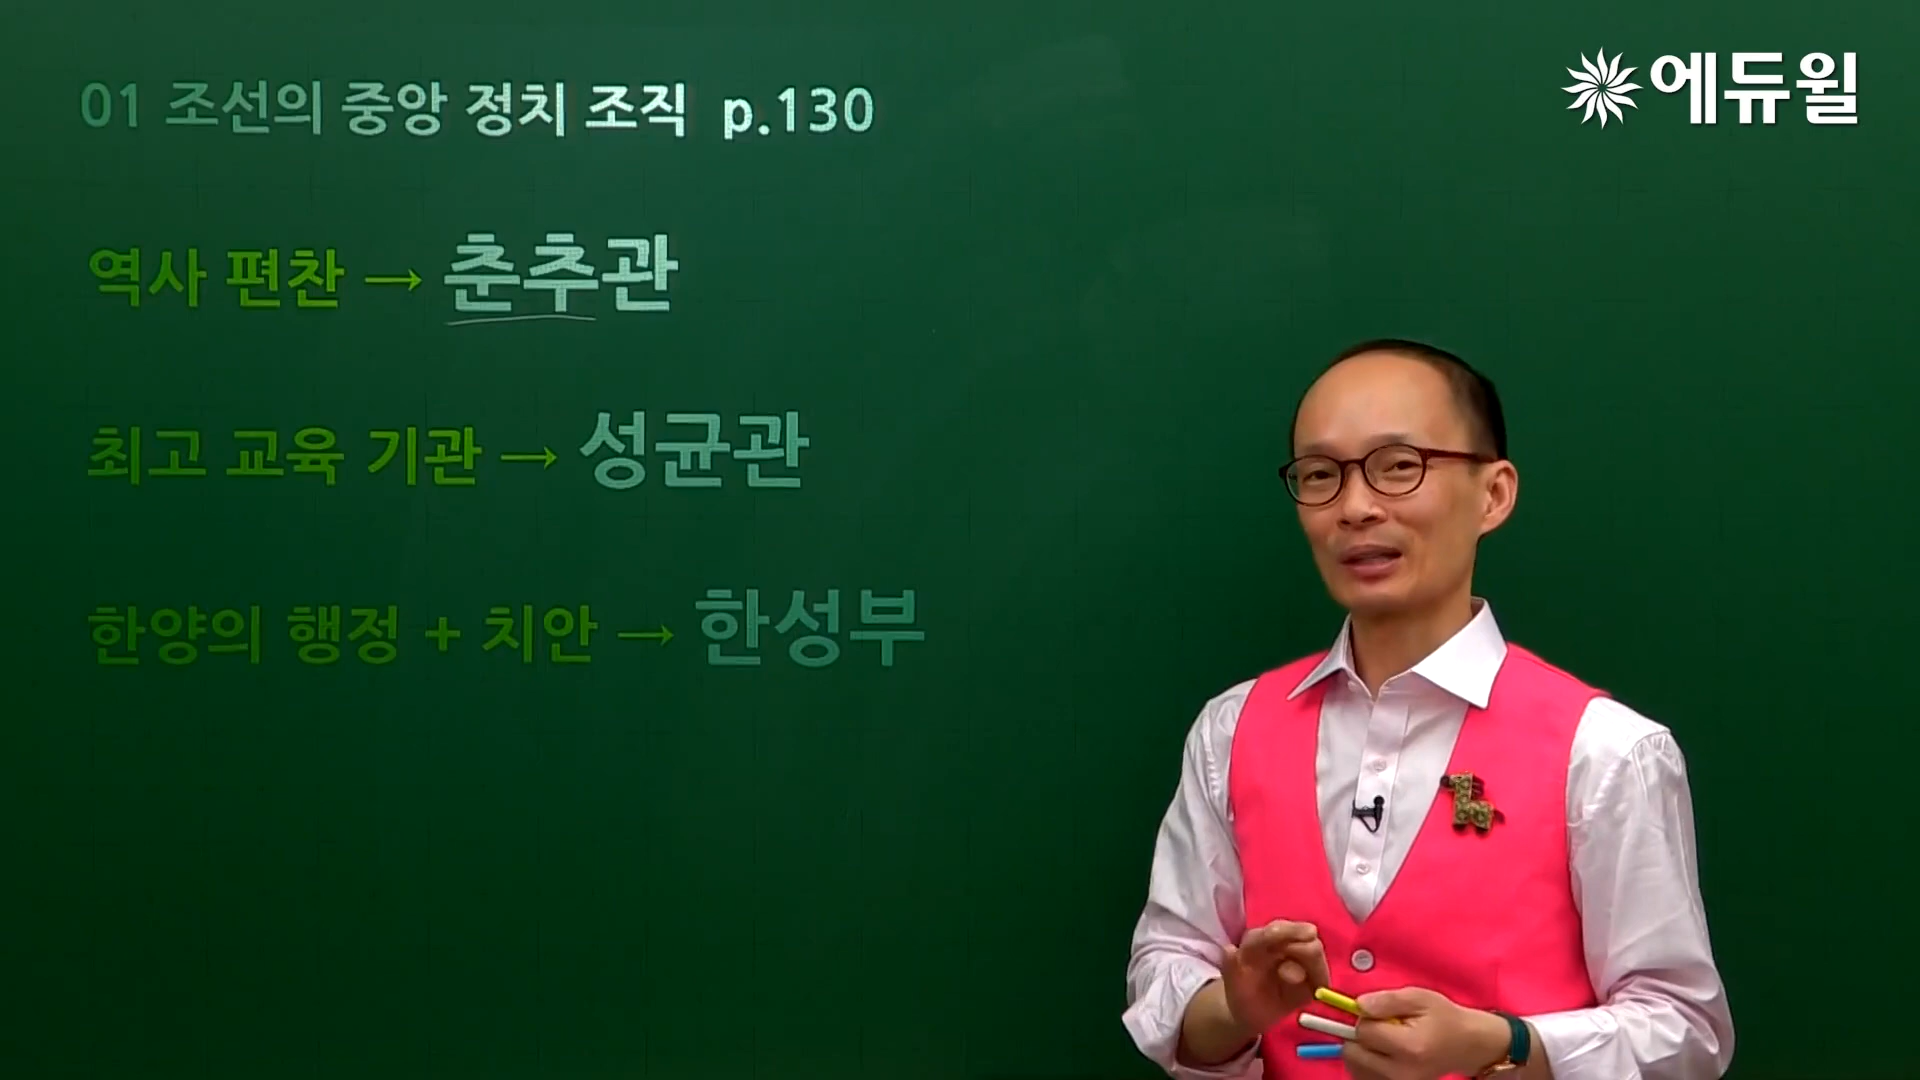 01 조선의 중앙 정치 조직 p.130
에듀윌
역사 편찬 → 춘추관
최고 교육 기관 → 성균관
한양의 행정 + 치안 → 한성부